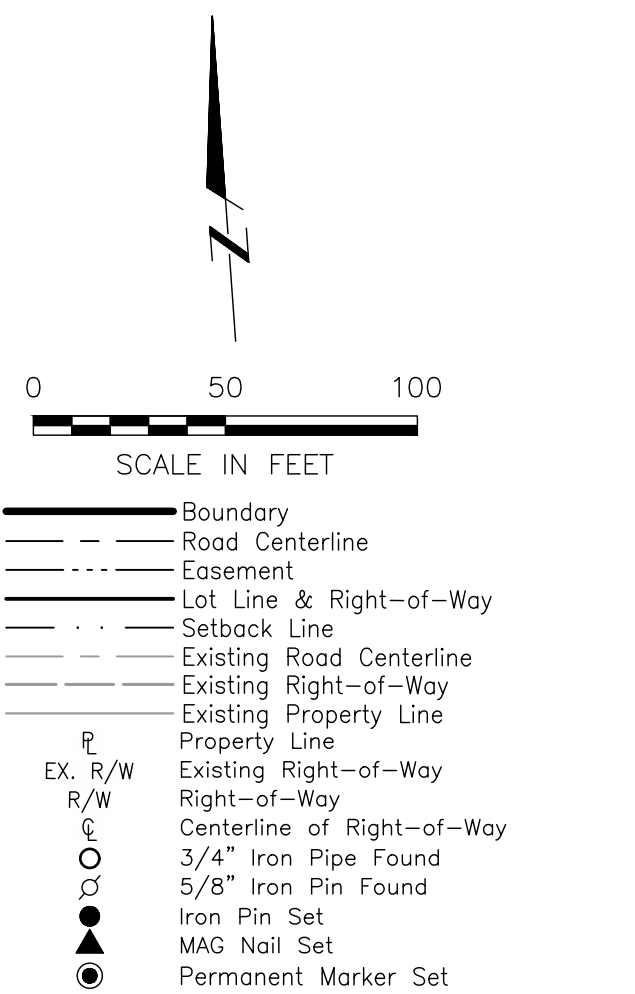 N
0 50 100
SCALE IN FEET
Boundary
Road Centerline
Easement
Lot Line & Right-of-Way
Setback Line
Existing Road Centerline
Existing Right-of-Way
Existing Property Line
PL Property Line
EX. R/W Existing Right-of-Way
R/W Right-of-Way
CL Centerline of Right-of-Way
3/4" Iron Pipe Found
5/8" Iron Pin Found
Iron Pin Set
MAG Nail Set
Permanent Marker Set